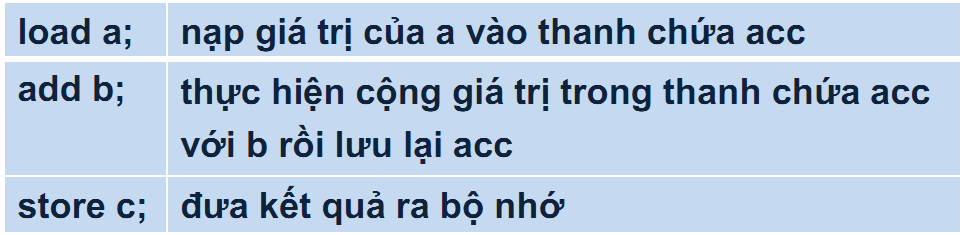 load a; nạp giá trị của a vào thanh chứa acc
add b; thực hiện cộng giá trị trong thanh chứa acc
với b rồi lưu lại acc
store c; đưa kết quả ra bộ nhớ